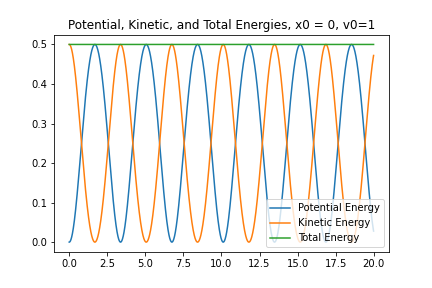 Potential, Kinetic, and Total Energies, x0 = 0, v0=1
0.5
0.4
0.3
0.2
0.1
0.0
Potential Energy
Kinetic Energy
Total Energy
0.0 2.5 5.0 7.5 10.0 12.5 15.0 17.5 20.0